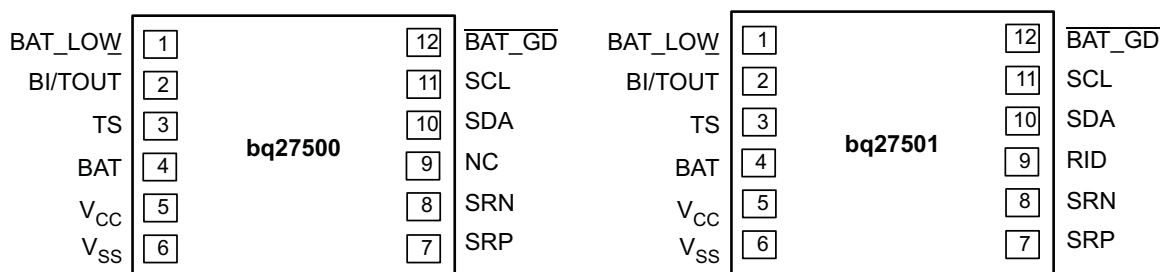 BAT_LOW 1 12 BAT_GD
BI/TOUT 2 11 SCL
TS 3 10 SDA
bq27500
BAT 4 9 NC
VCC 5 8 SRN
VSS 6 7 SRP
BAT_LOW 1 12 BAT_GD
BI/TOUT 2 11 SCL
TS 3 10 SDA
bq27501
BAT 4 9 RID
VCC 5 8 SRN
VSS 6 7 SRP